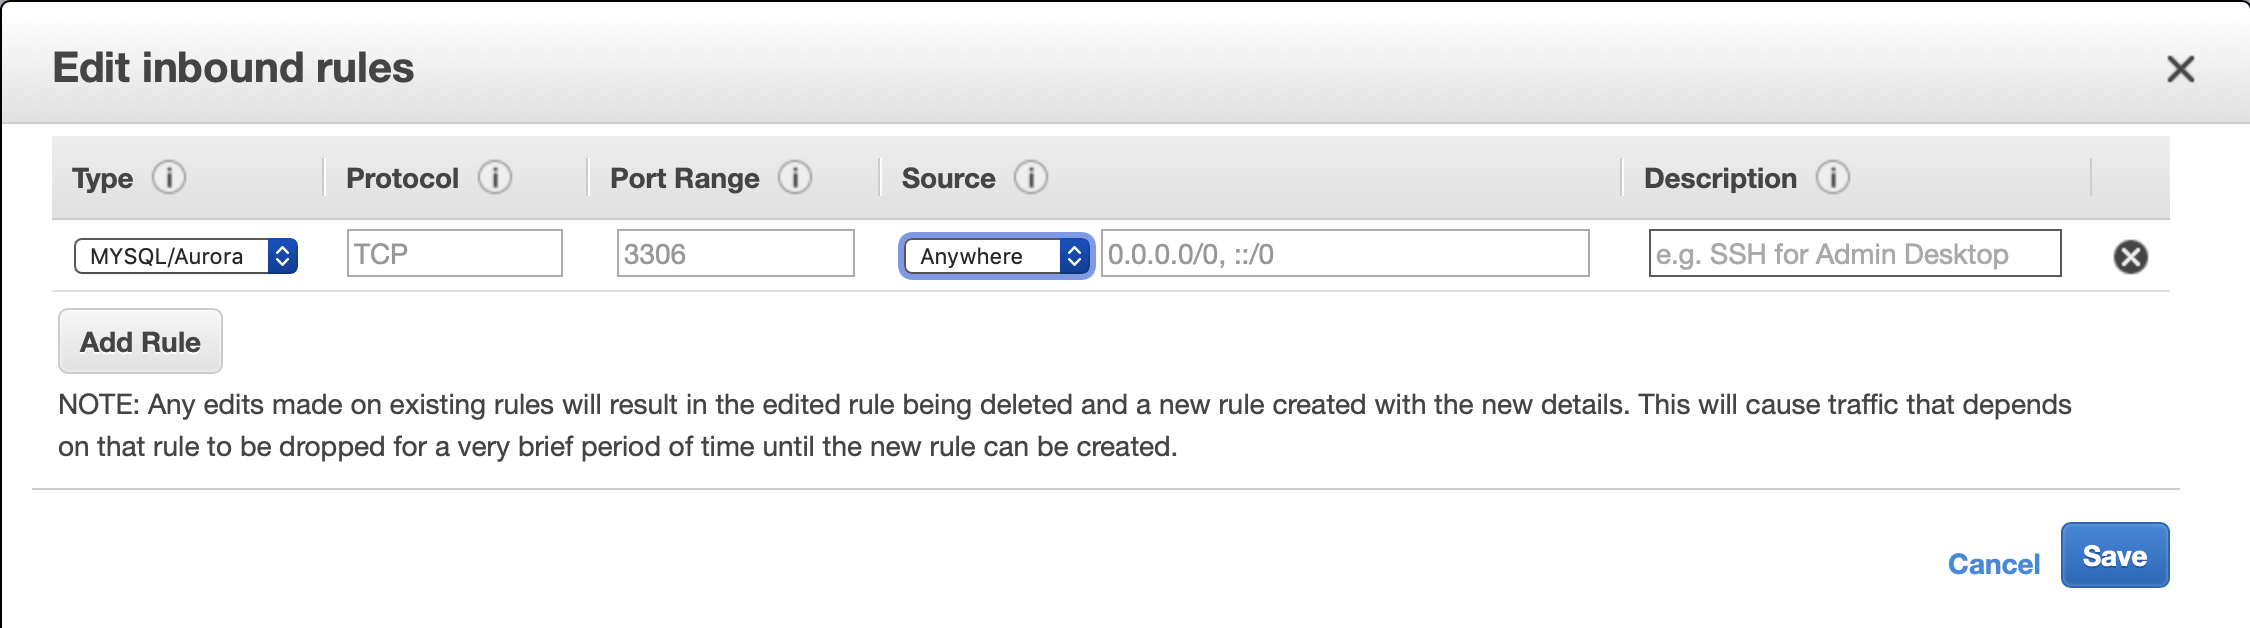 Edit inbound rules
Type Protocol Port Range Source Description
MYSQL/Aurora TCP 3306 Anywhere 0.0.0.0/0, ::/0 e.g. SSH for Admin Desktop
Add Rule
NOTE: Any edits made on existing rules will result in the edited rule being deleted and a new rule created with the new details. This will cause traffic that depends
on that rule to be dropped for a very brief period of time until the new rule can be created.
Cancel Save